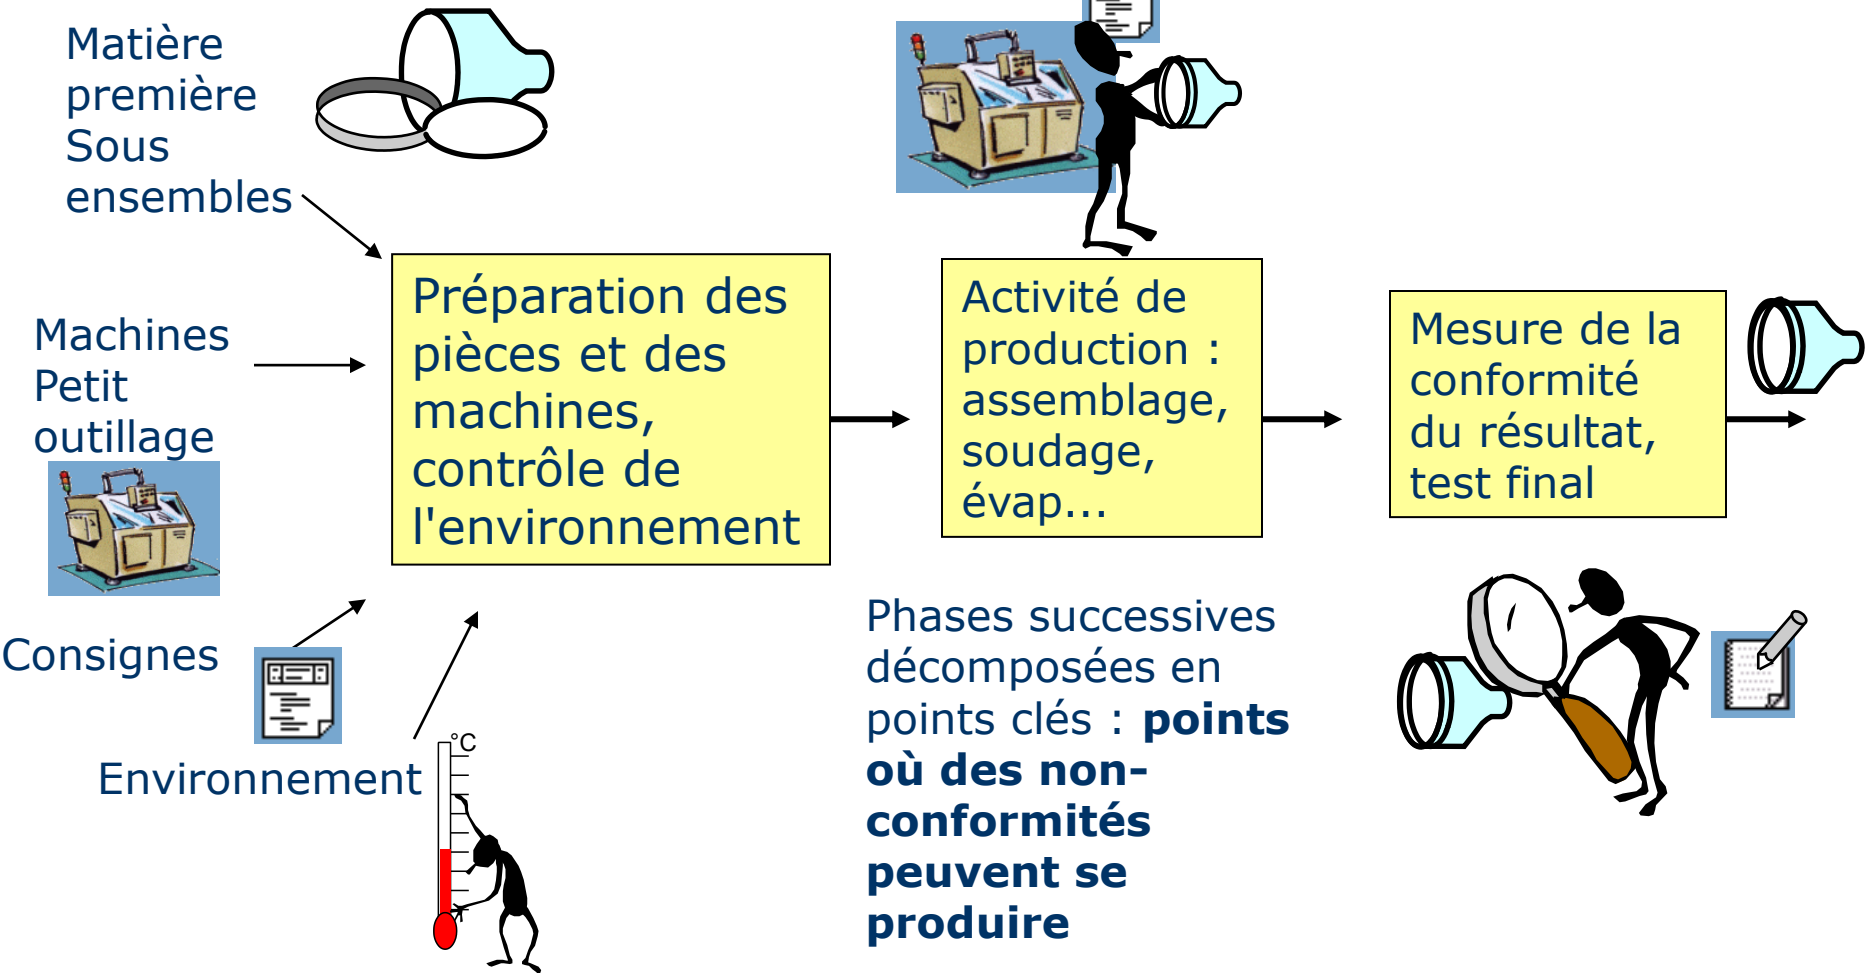 Matière
première
Sous
ensembles
Machines
Petit
outillage
Consignes
Environnement
°C
Préparation des
pièces et des
machines,
contrôle de
l'environnement
Activité de
production :
assemblage,
soudage,
évap...
Phases successives
décomposées en
points clés : points
où des non-
conformités
peuvent se
produire
Mesure de la
conformité
du résultat,
test final